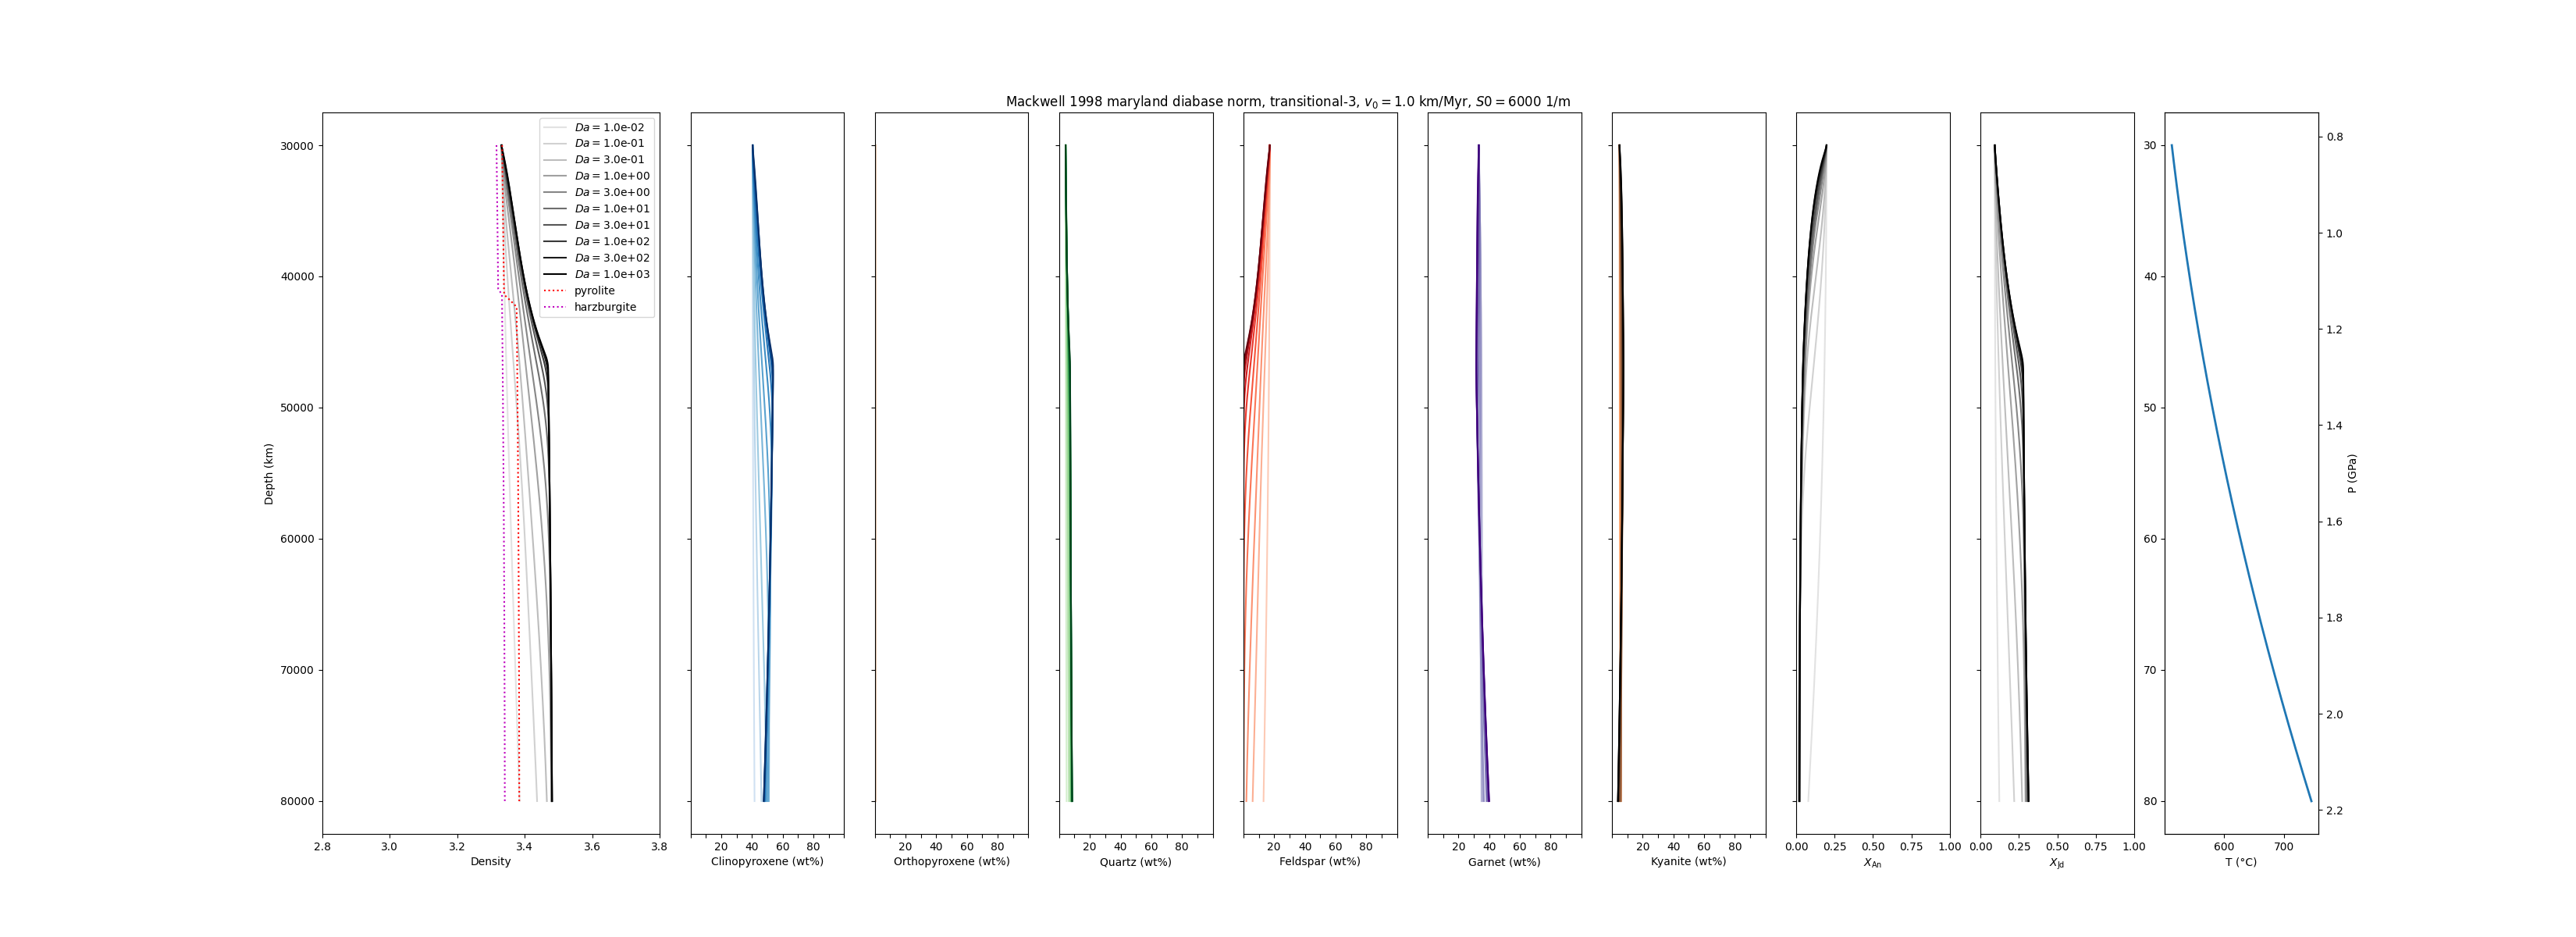 Mackwell 1998 maryland diabase norm, transitional-3, v₀ = 1.0 km/Myr, S0 = 6000 1/m
Da = 1.0e-02
Da = 1.0e-01
Da = 3.0e-01
Da = 1.0e+00
Da = 3.0e+00
Da = 1.0e+01
Da = 3.0e+01
Da = 1.0e+02
Da = 3.0e+02
Da = 1.0e+03
pyrolite
harzburgite
30000
40000
50000
60000
70000
80000
Depth (km)
2.8 3.0 3.2 3.4 3.6 3.8
Density
20 40 60 80
Clinopyroxene (wt%)
20 40 60 80
Orthopyroxene (wt%)
20 40 60 80
Quartz (wt%)
20 40 60 80
Feldspar (wt%)
20 40 60 80
Garnet (wt%)
20 40 60 80
Kyanite (wt%)
0.00 0.25 0.50 0.75 1.00
X_An
0.00 0.25 0.50 0.75 1.00
X_Jd
30
40
50
60
70
80
600 700
T (°C)
0.8
1.0
1.2
1.4
1.6
1.8
2.0
2.2
P (GPa)